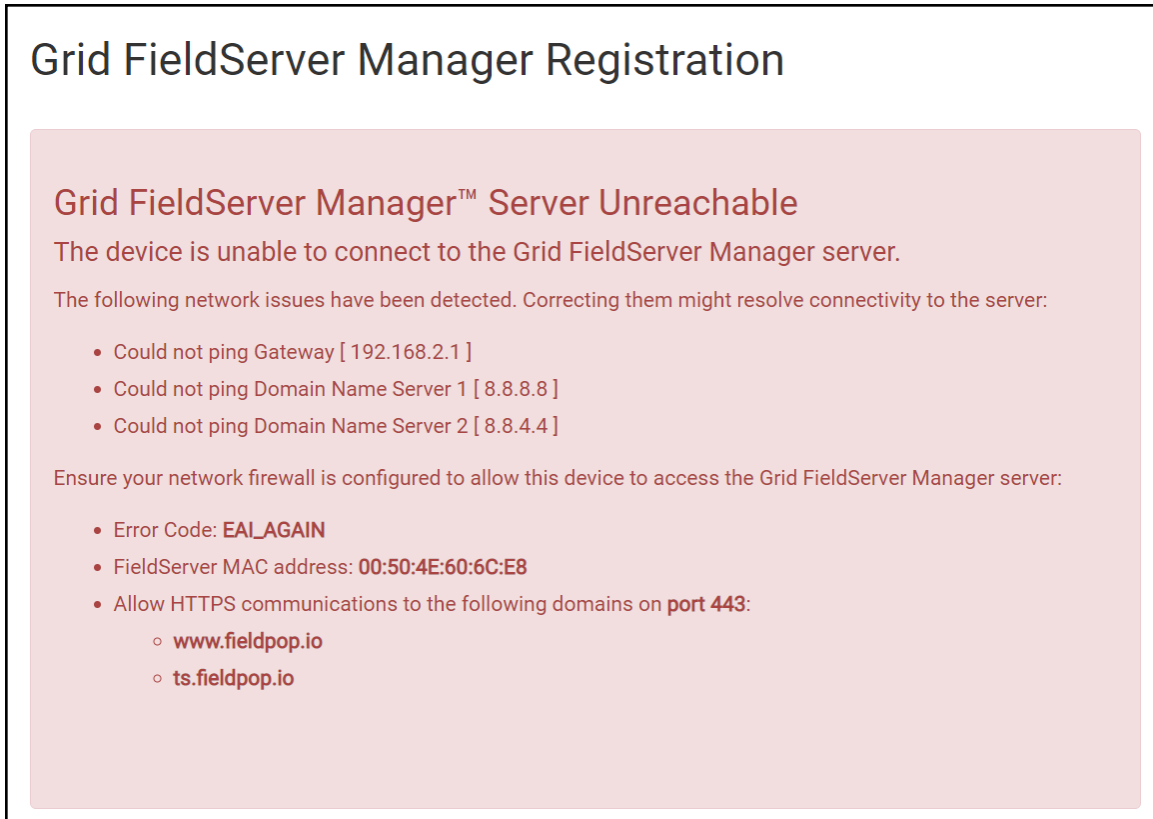 Grid FieldServer Manager Registration
Grid FieldServer Manager™ Server Unreachable
The device is unable to connect to the Grid FieldServer Manager server.
The following network issues have been detected. Correcting them might resolve connectivity to the server:
• Could not ping Gateway [ 192.168.2.1 ]
• Could not ping Domain Name Server 1 [ 8.8.8.8 ]
• Could not ping Domain Name Server 2 [ 8.8.4.4 ]
Ensure your network firewall is configured to allow this device to access the Grid FieldServer Manager server:
• Error Code: EAI_AGAIN
• FieldServer MAC address: 00:50:4E:60:6C:E8
• Allow HTTPS communications to the following domains on port 443:
◦ www.fieldpop.io
◦ ts.fieldpop.io